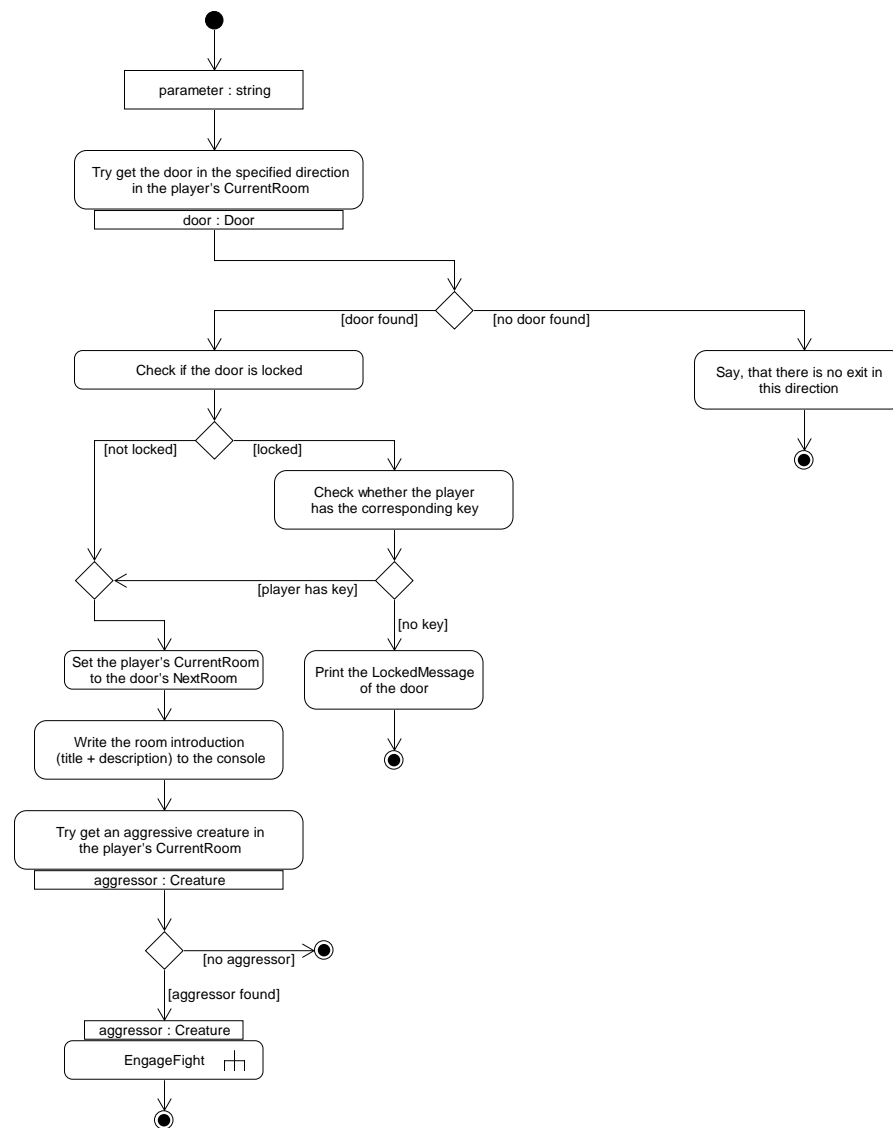 parameter : string
Try get the door in the specified direction
in the player's CurrentRoom
door : Door
[door found]
[no door found]
Check if the door is locked
Say, that there is no exit in
this direction
[not locked]
[locked]
Check whether the player
has the corresponding key
[player has key]
[no key]
Set the player's CurrentRoom
to the door's NextRoom
Print the LockedMessage
of the door
Write the room introduction
(title + description) to the console
Try get an aggressive creature in
the player's CurrentRoom
aggressor : Creature
[no aggressor]
[aggressor found]
aggressor : Creature
EngageFight